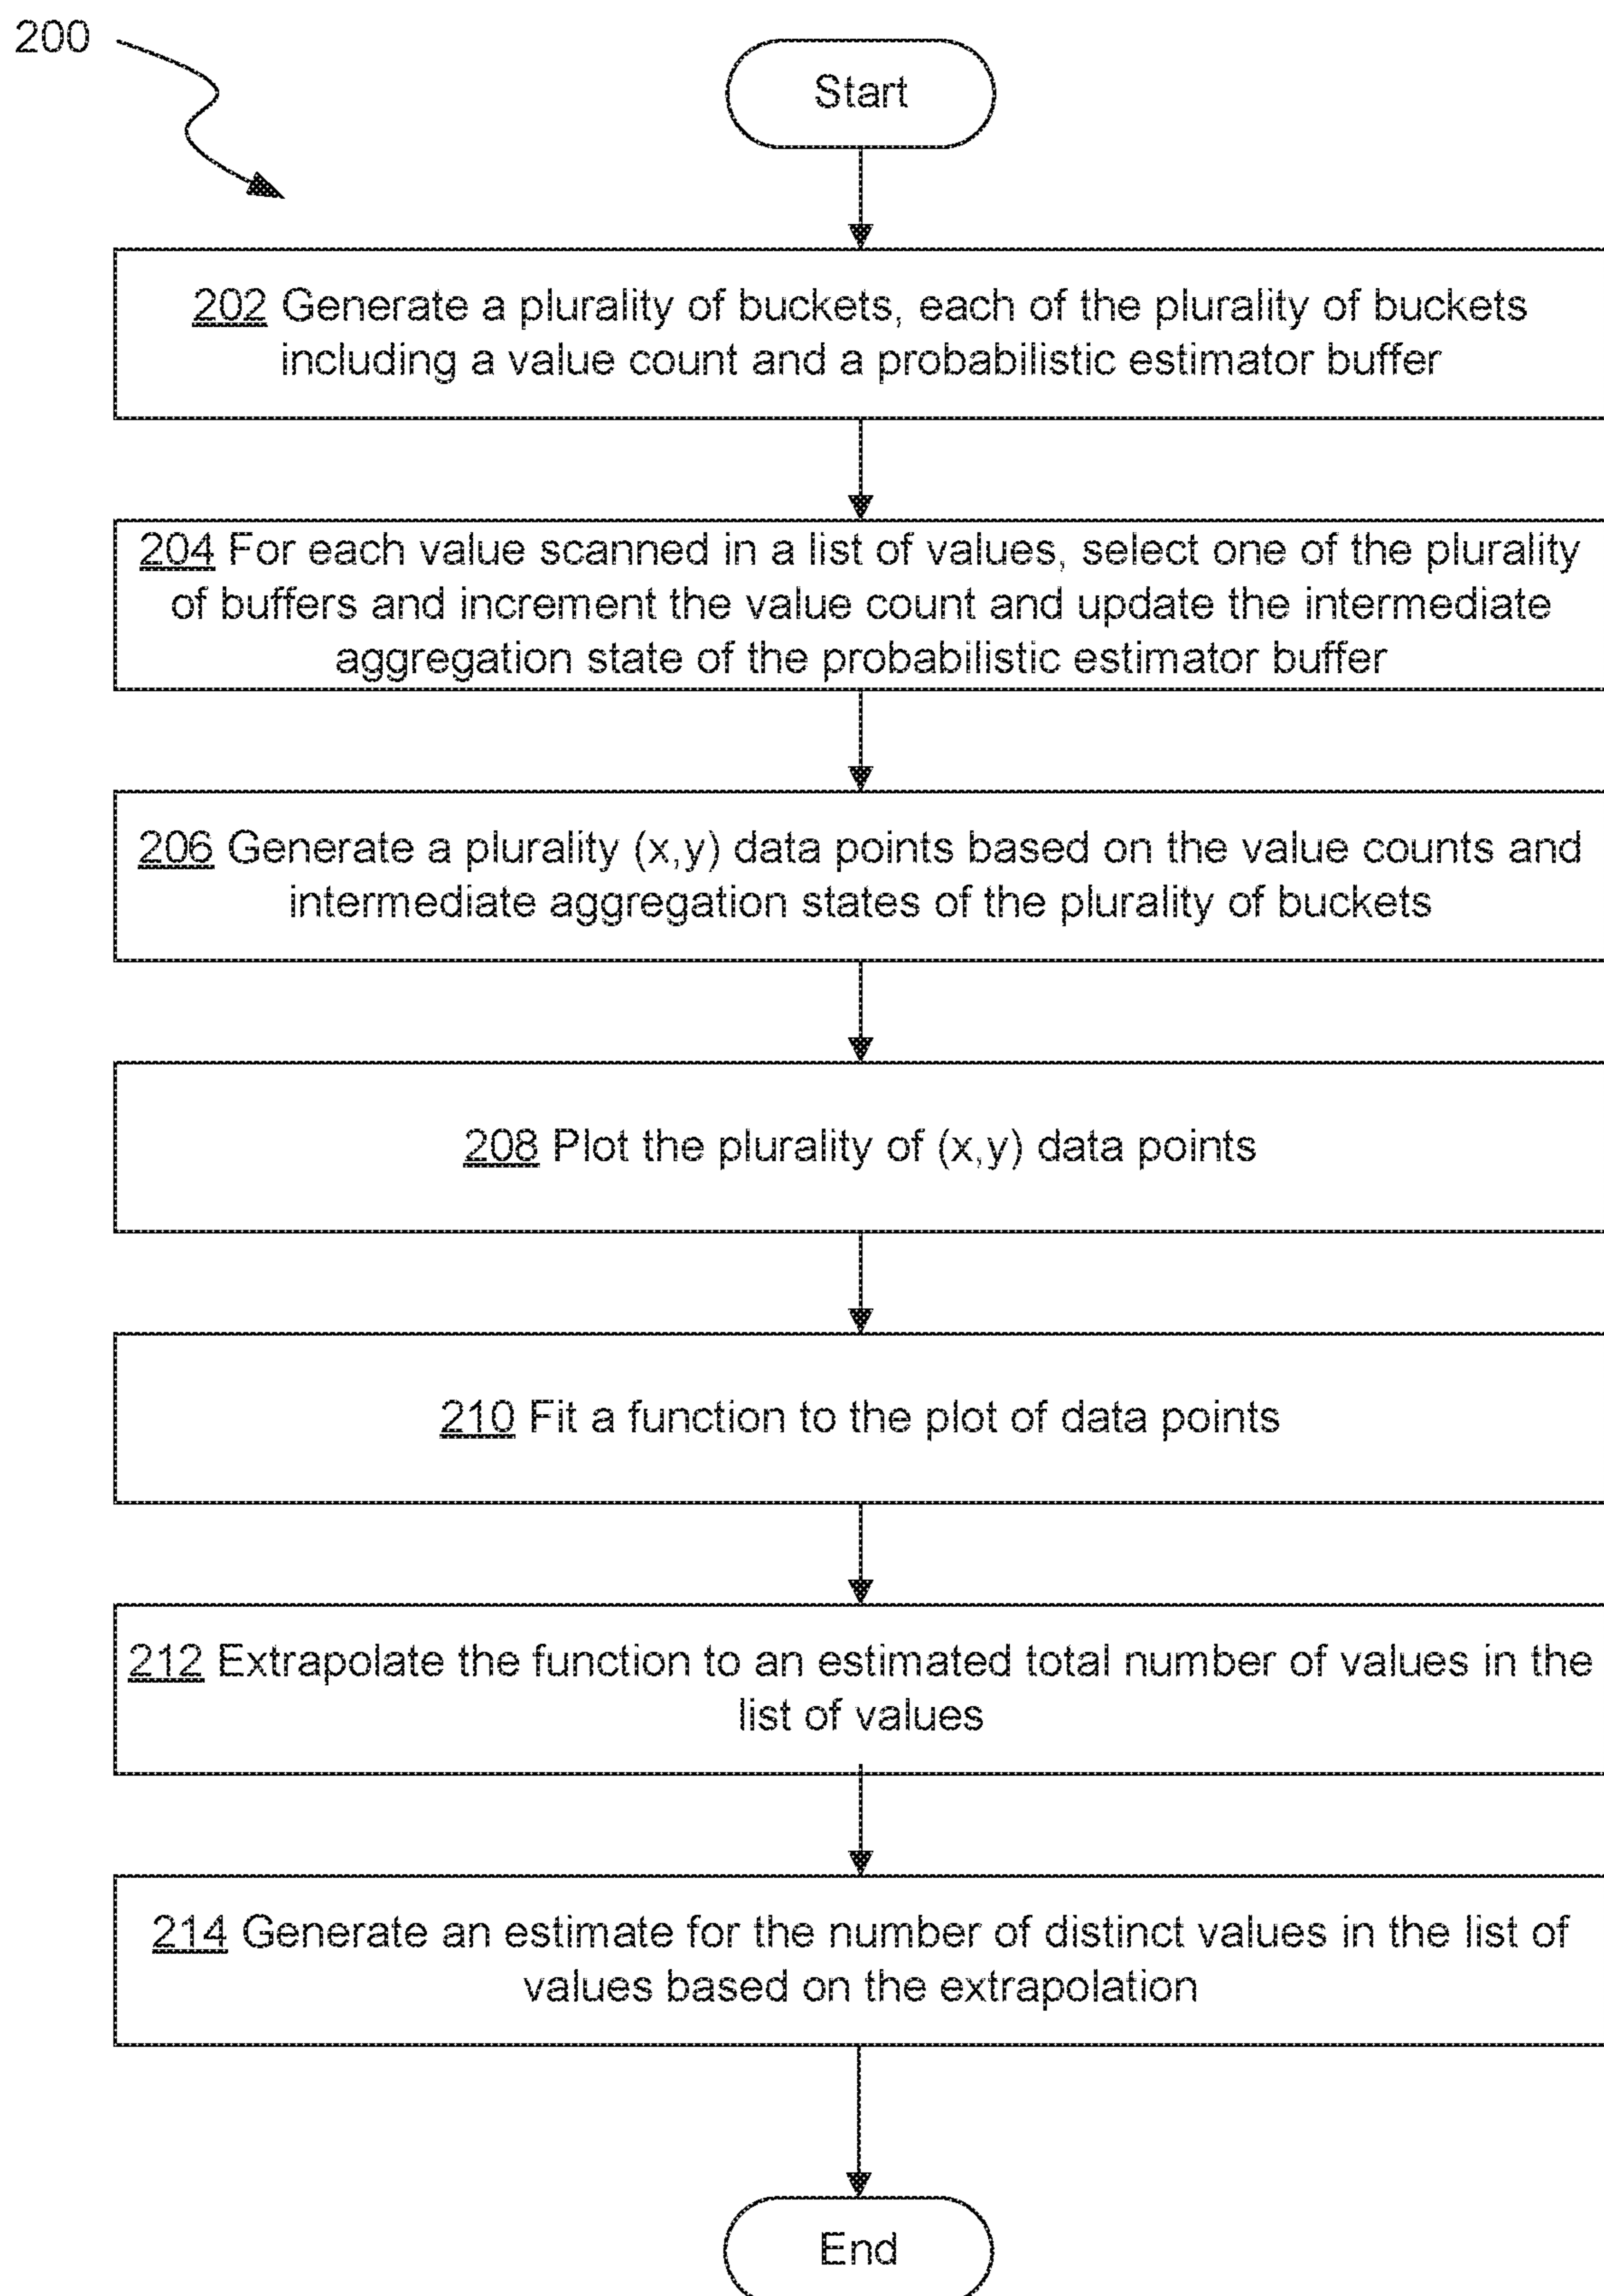 200
Start
202 Generate a plurality of buckets, each of the plurality of buckets
including a value count and a probabilistic estimator buffer
204 For each value scanned in a list of values, select one of the plurality
of buffers and increment the value count and update the intermediate
aggregation state of the probabilistic estimator buffer
206 Generate a plurality (x,y) data points based on the value counts and
intermediate aggregation states of the plurality of buckets
208 Plot the plurality of (x,y) data points
210 Fit a function to the plot of data points
212 Extrapolate the function to an estimated total number of values in the
list of values
214 Generate an estimate for the number of distinct values in the list of
values based on the extrapolation
End